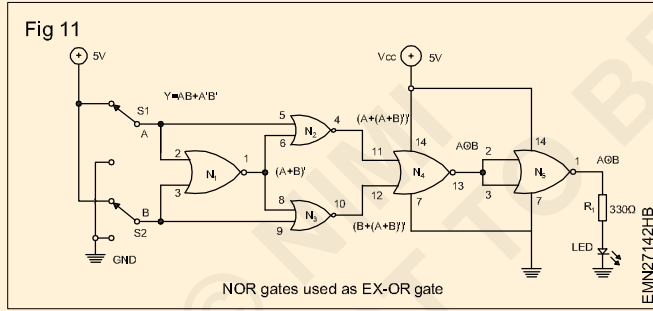 Fig 11
5V
Y=AB+A'B'
Vcc
5V
S1
A
5
6
N2
4
(A+(A+B)')'
2
3
N1
1
(A+B)'
11
12
14
N4
13
7
A⊙B
2
3
14
N5
1
7
A⊙B
8
9
N3
10
(B+(A+B)')'
B
S2
GND
R1
330Ω
LED
NOR gates used as EX-OR gate
EMN27142HB
© NIMI